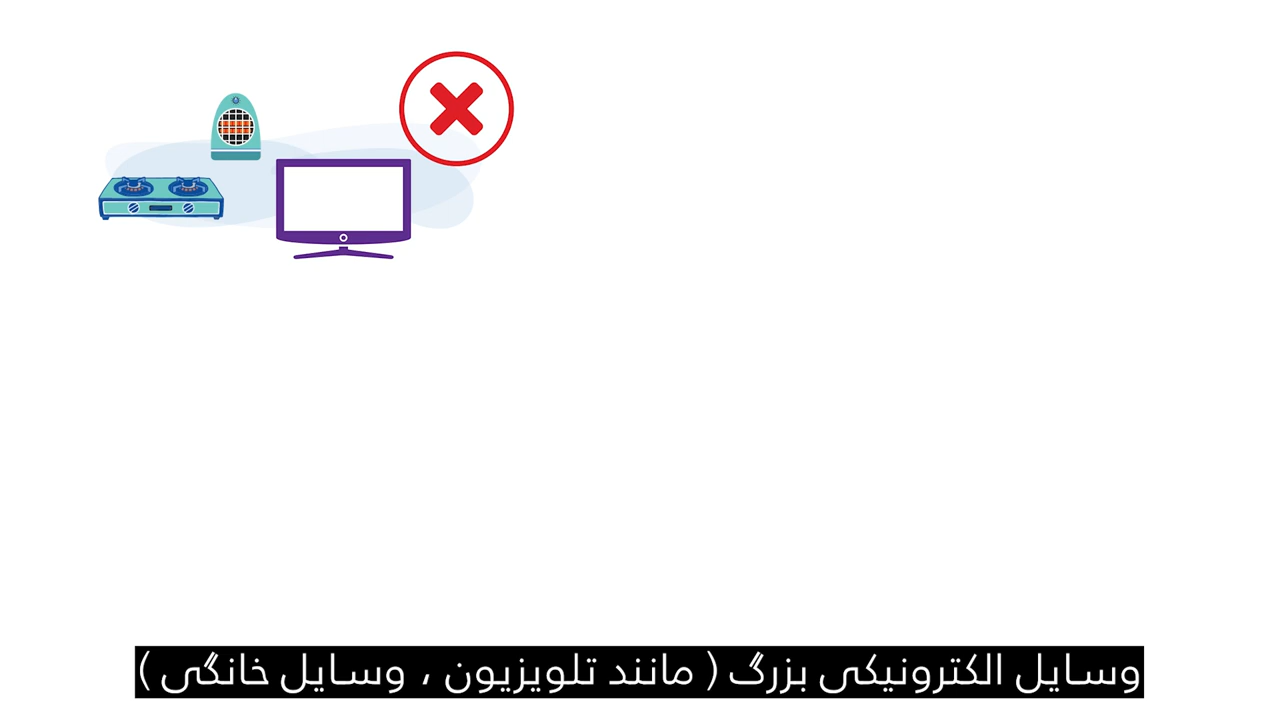 وسایل الکترونیکی بزرگ ( مانند تلویزیون ، وسایل خانگی )